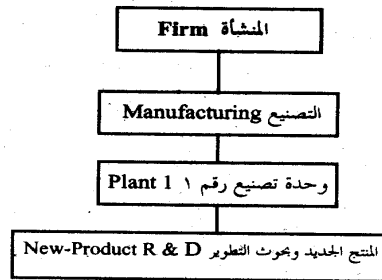 المنشأة Firm
التصنيع Manufacturing
وحدة تصنيع رقم ١ Plant 1
المنتج الجديد وبحوث التطوير New-Product R & D